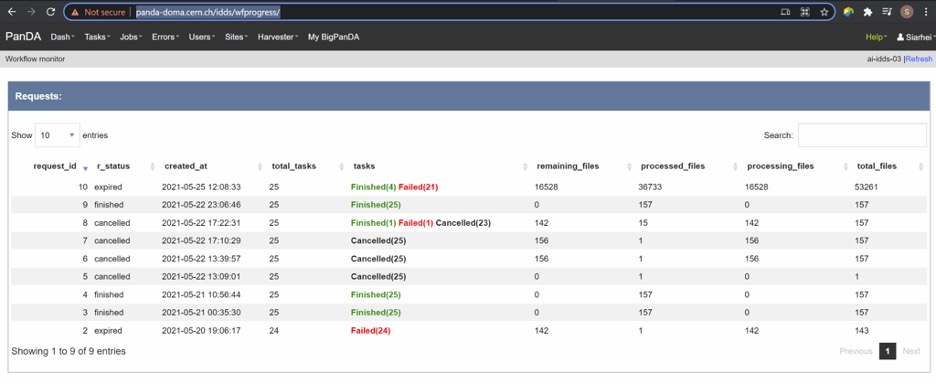 Not secure | panda-doma.cern.ch/idds/wfprogress/
S
PanDA Dash Tasks Jobs Errors Users Sites Harvester My BigPanDA Help Siarhei
Workflow monitor ai-idds-03 |Refresh
Requests:
Show 10 entries Search:
request_id r_status created_at total_tasks tasks remaining_files processed_files processing_files total_files
10 expired 2021-05-25 12:08:33 25 Finished(4) Failed(21) 16528 36733 16528 53261
9 finished 2021-05-22 23:06:46 25 Finished(25) 0 157 0 157
8 cancelled 2021-05-22 17:22:31 25 Finished(1) Failed(1) Cancelled(23) 142 15 142 157
7 cancelled 2021-05-22 17:10:29 25 Cancelled(25) 156 1 156 157
6 cancelled 2021-05-22 13:39:57 25 Cancelled(25) 156 1 156 157
5 cancelled 2021-05-22 13:09:01 25 Cancelled(25) 0 1 0 1
4 finished 2021-05-21 10:56:44 25 Finished(25) 0 157 0 157
3 finished 2021-05-21 00:35:30 25 Finished(25) 0 157 0 157
2 expired 2021-05-20 19:06:17 24 Failed(24) 142 1 142 143
Showing 1 to 9 of 9 entries Previous 1 Next